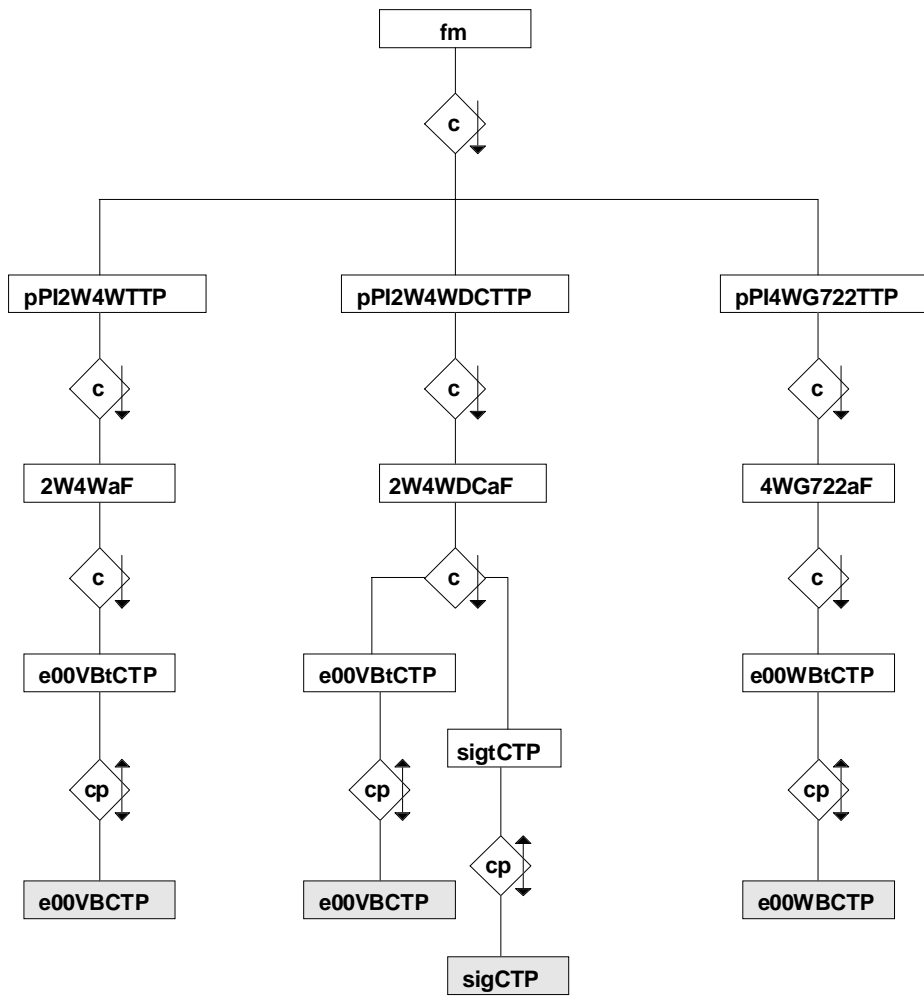 fm
c
pPI2W4WTTP
pPI2W4WDCTTP
pPI4WG722TTP
c
c
c
2W4WaF
2W4WDCaF
4WG722aF
c
c
c
e00VBtCTP
e00VBtCTP
e00WBtCTP
sigtCTP
cp
cp
cp
cp
e00VBCTP
e00VBCTP
e00WBCTP
sigCTP